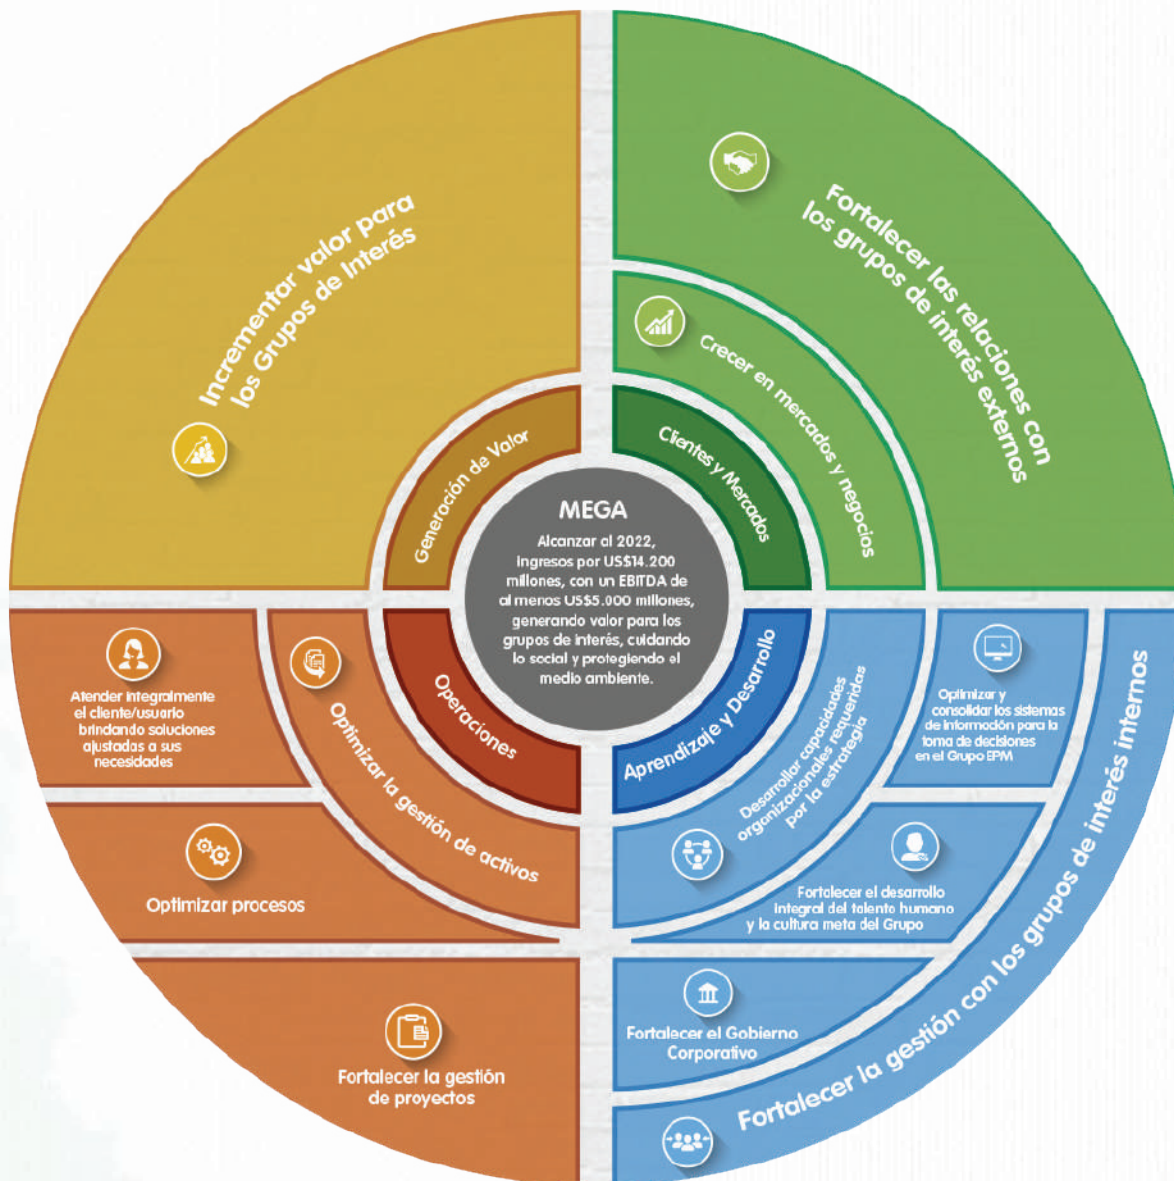 Incrementar valor para
los Grupos de Interés
Generación de Valor
Fortalecer las relaciones con
los grupos de interés externos
Crecer en mercados y negocios
Clientes y Mercados
MEGA
Alcanzar al 2022,
ingresos por US$14.200
millones, con un EBITDA de
al menos US$5.000 millones,
generando valor para los
grupos de interés, cuidando
lo social y protegiendo el
medio ambiente.
Operaciones
Optimizar la gestión de activos
Atender integralmente
el cliente/usuario
brindando soluciones
ajustadas a sus
necesidades
Optimizar procesos
Fortalecer la gestión
de proyectos
Aprendizaje y Desarrollo
Desarrollar capacidades
organizacionales requeridas
por la estrategia
Optimizar y
consolidar los sistemas
de información para la
toma de decisiones
en el Grupo EPM
Fortalecer el desarrollo
integral del talento humano
y la cultura meta del Grupo
Fortalecer el Gobierno
Corporativo
Fortalecer la gestión con los grupos de interés internos